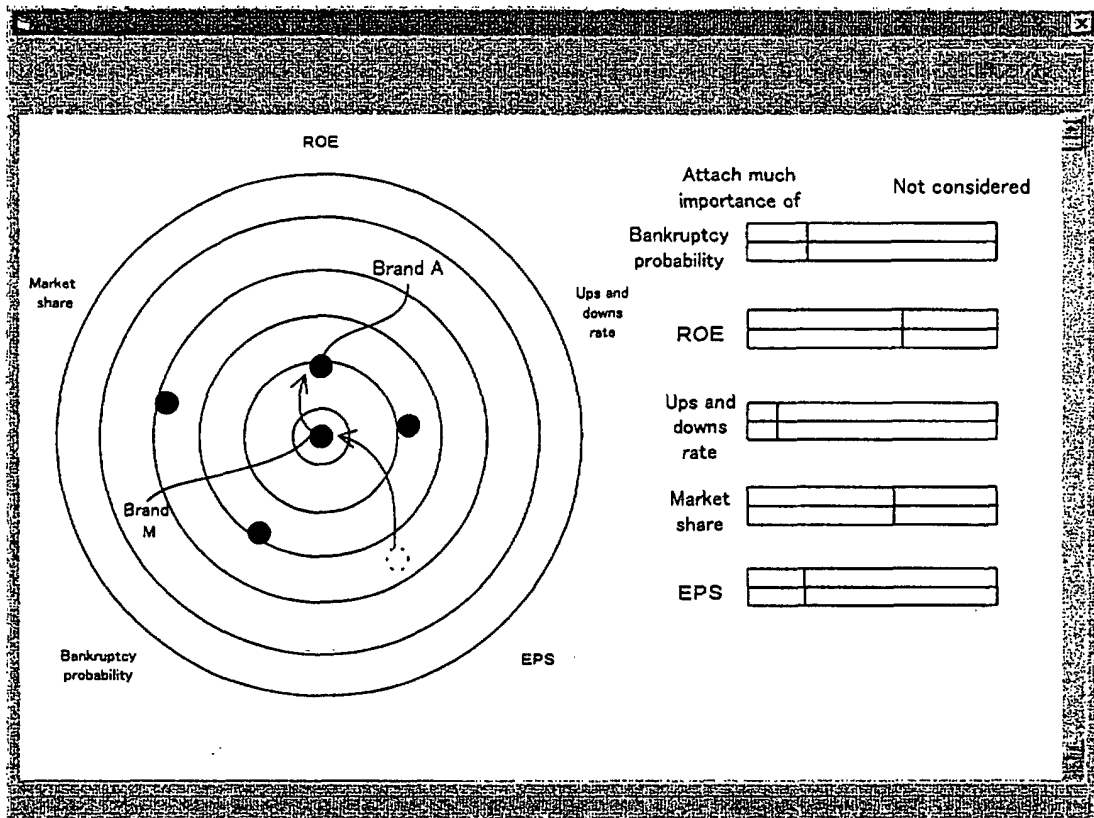 ROE
Market
share
Brand A
Ups and
downs
rate
Brand
M
Bankruptcy
probability
EPS
Attach much
importance of
Not considered
Bankruptcy
probability
ROE
Ups and
downs
rate
Market
share
EPS